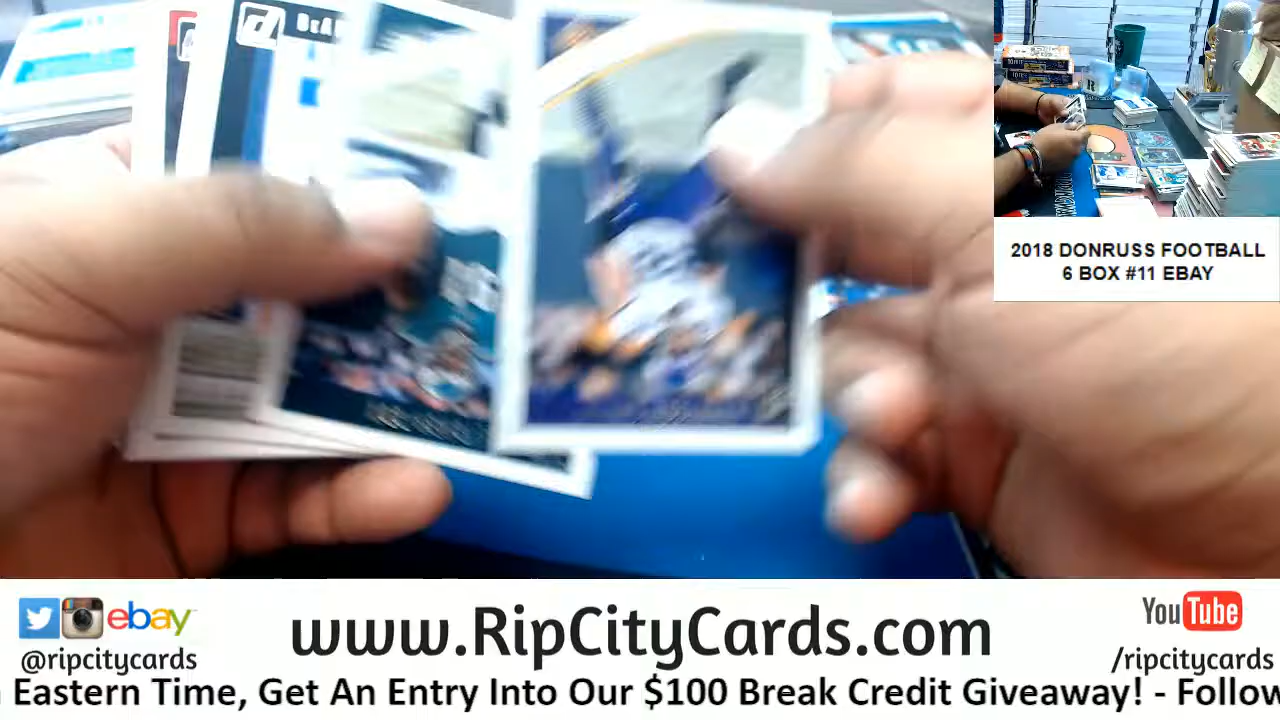 2018 DONRUSS FOOTBALL
6 BOX #11 EBAY
ebay
@ripcitycards
www.RipCityCards.com
YouTube
/ripcitycards
Eastern Time, Get An Entry Into Our $100 Break Credit Giveaway! - Follow